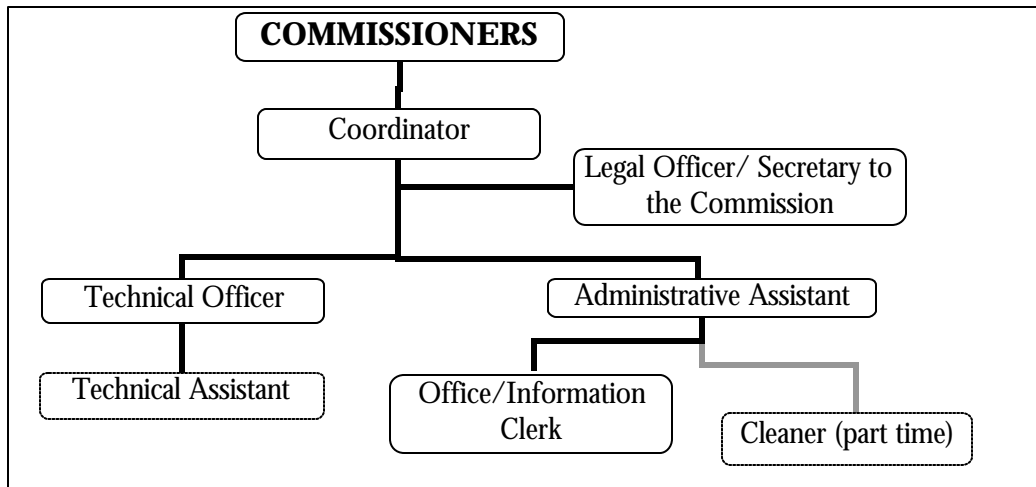 COMMISSIONERS
Coordinator
Legal Officer/ Secretary to
the Commission
Technical Officer
Administrative Assistant
Technical Assistant
Office/Information
Clerk
Cleaner (part time)